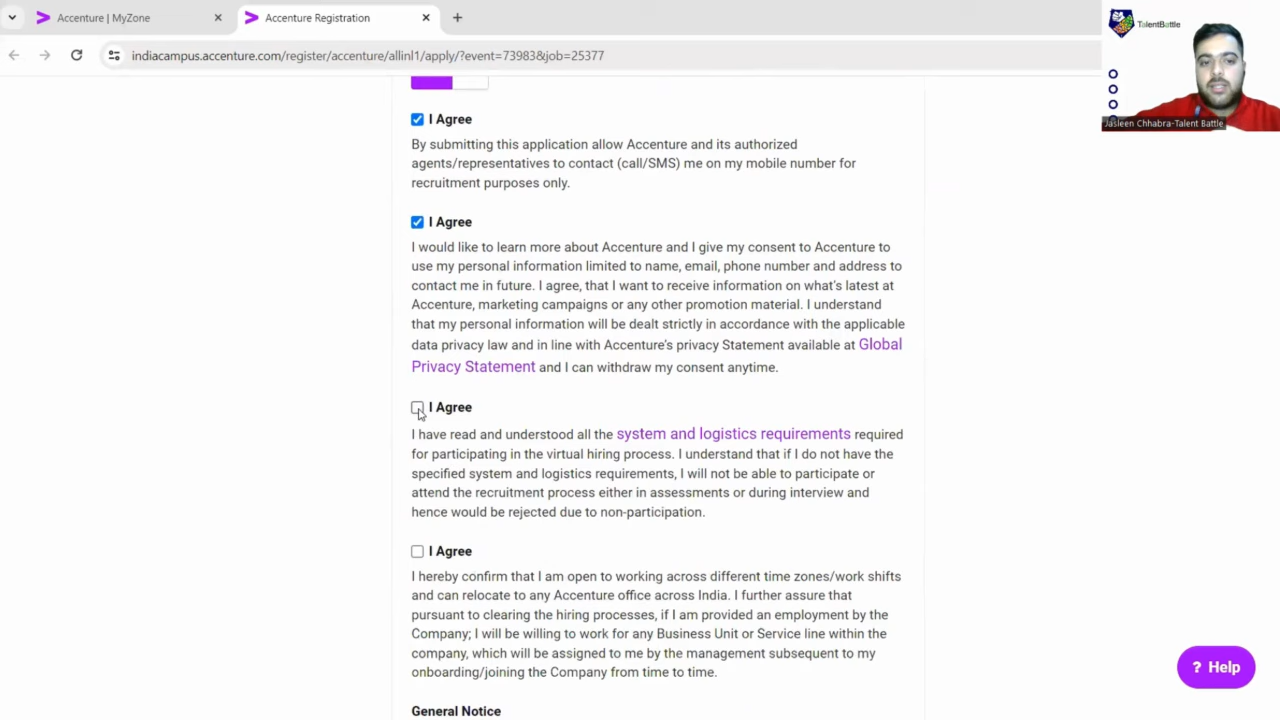 Accenture | MyZone
Accenture Registration
indiacampus.accenture.com/register/accenture/allinl1/apply/?event=73983&job=25377
TalentBattle
Jasleen Chhabra-Talent Battle
I Agree
By submitting this application allow Accenture and its authorized
agents/representatives to contact (call/SMS) me on my mobile number for
recruitment purposes only.
I Agree
I would like to learn more about Accenture and I give my consent to Accenture to
use my personal information limited to name, email, phone number and address to
contact me in future. I agree, that I want to receive information on what's latest at
Accenture, marketing campaigns or any other promotion material. I understand
that my personal information will be dealt strictly in accordance with the applicable
data privacy law and in line with Accenture's privacy Statement available at Global
Privacy Statement and I can withdraw my consent anytime.
I Agree
I have read and understood all the system and logistics requirements required
for participating in the virtual hiring process. I understand that if I do not have the
specified system and logistics requirements, I will not be able to participate or
attend the recruitment process either in assessments or during interview and
hence would be rejected due to non-participation.
I Agree
I hereby confirm that I am open to working across different time zones/work shifts
and can relocate to any Accenture office across India. I further assure that
pursuant to clearing the hiring processes, if I am provided an employment by the
Company; I will be willing to work for any Business Unit or Service line within the
company, which will be assigned to me by the management subsequent to my
onboarding/joining the Company from time to time.
? Help
General Notice